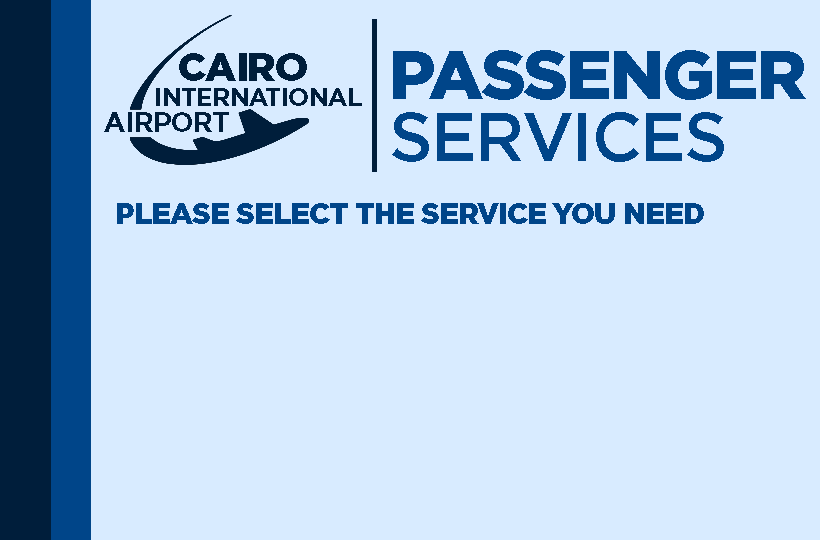 CAIRO
INTERNATIONAL
AIRPORT
PASSENGER
SERVICES
PLEASE SELECT THE SERVICE YOU NEED